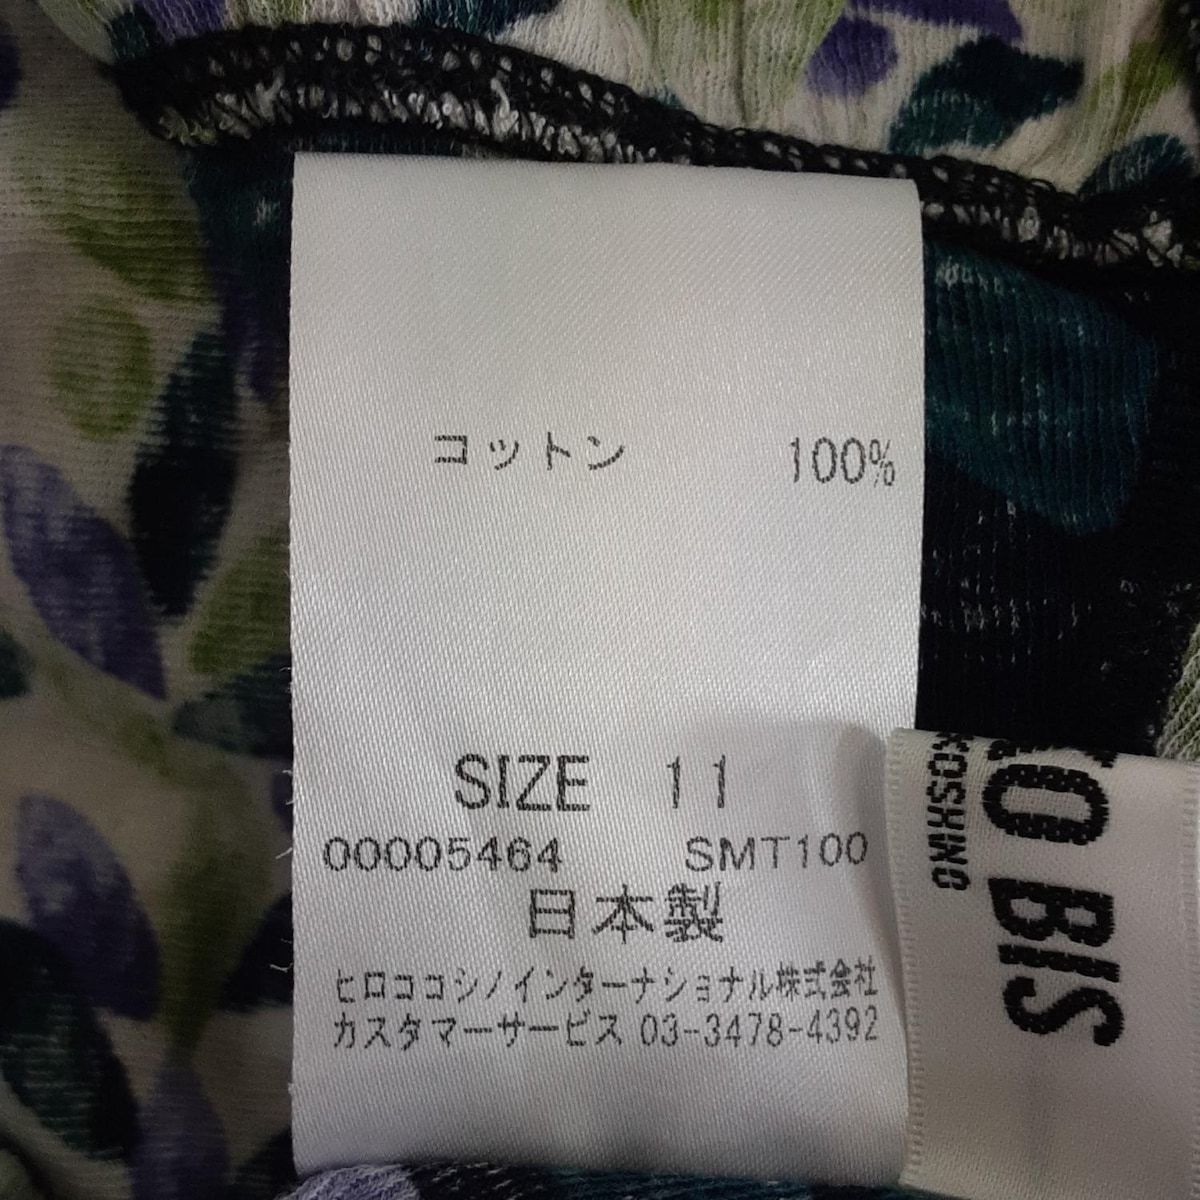 コットン 100%
SIZE 11
00005464 SMT100
日本製
ヒロココシノインターナショナル株式会社
カスタマーサービス 03-3478-4392
KOSHINO
KO BIS